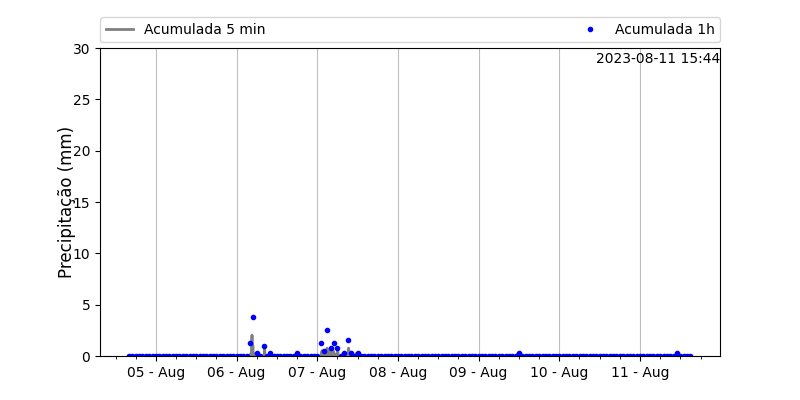 Acumulada 5 min
Acumulada 1h
2023-08-11 15:44
Precipitação (mm)
30
25
20
15
10
5
0
05 - Aug
06 - Aug
07 - Aug
08 - Aug
09 - Aug
10 - Aug
11 - Aug